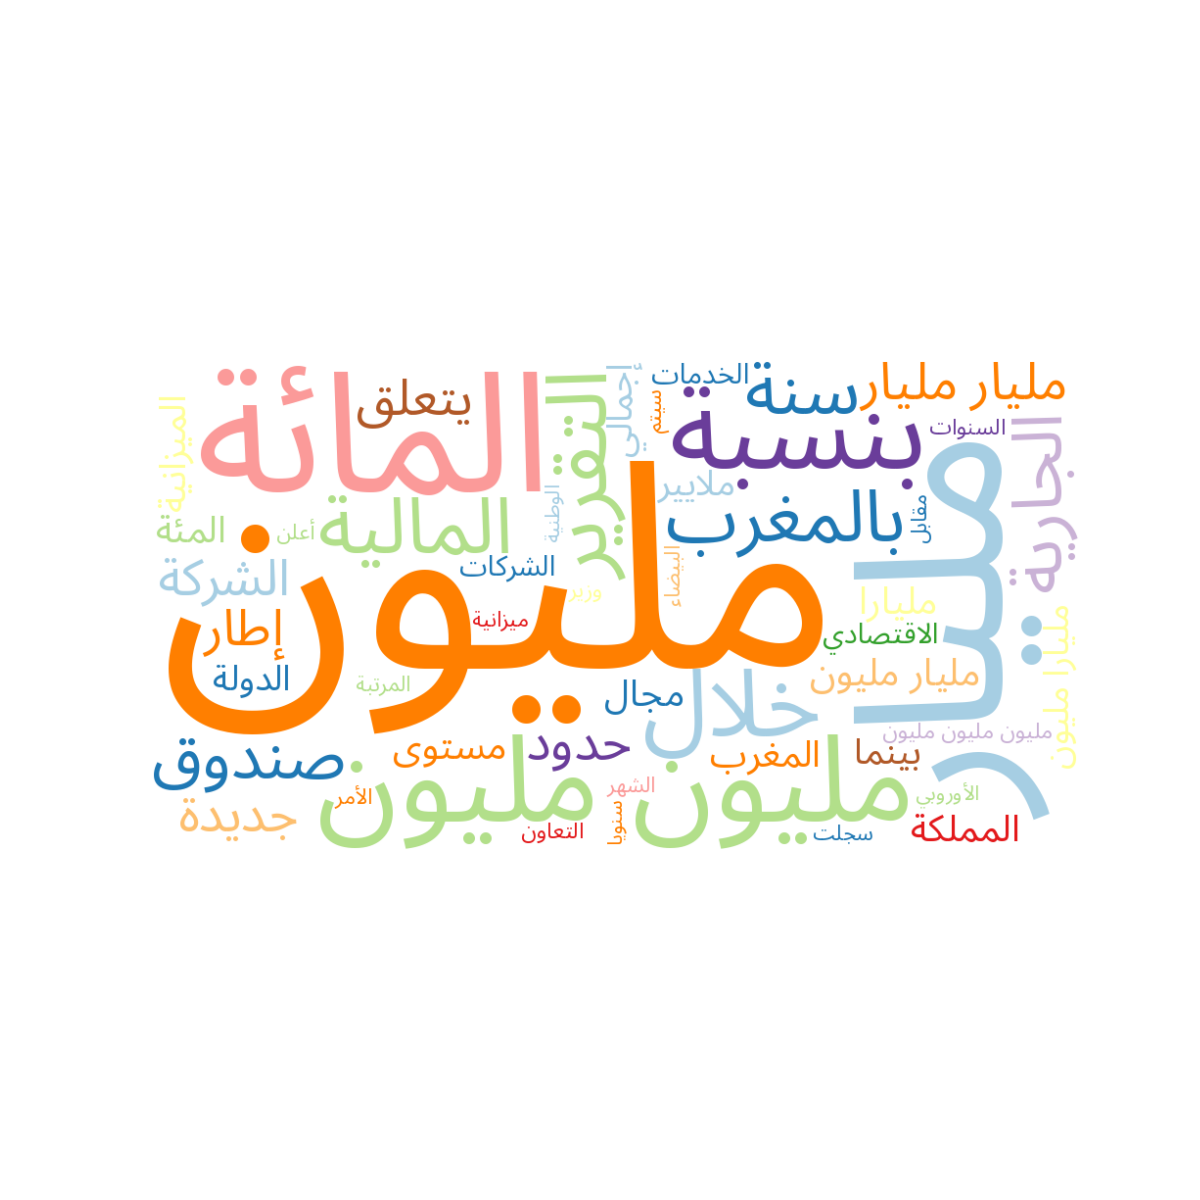 مليار مليار
الخدمات
إجمالي
التقرير
المائة
سنة
يتعلق
سيتم
الميزانية
بنسبة
السنوات
الجارية
مليار
ملايير
الوطنية
مقابل
بالمغرب
المالية
أعلن
المئة
مليون
الشركات
الشركة
البيضاء
وزير
مليارا
ميزانية
إطار
الاقتصادي
مليارا مليون
مليار مليون
الدولة
المرتبة
مجال
خلال
مليون مليون مليون
حدود
مستوى
المغرب
بينما
صندوق
مليون مليون
الشهر
الأوروبي
الأمر
جديدة
سنويا
التعاون
سجلت
المملكة